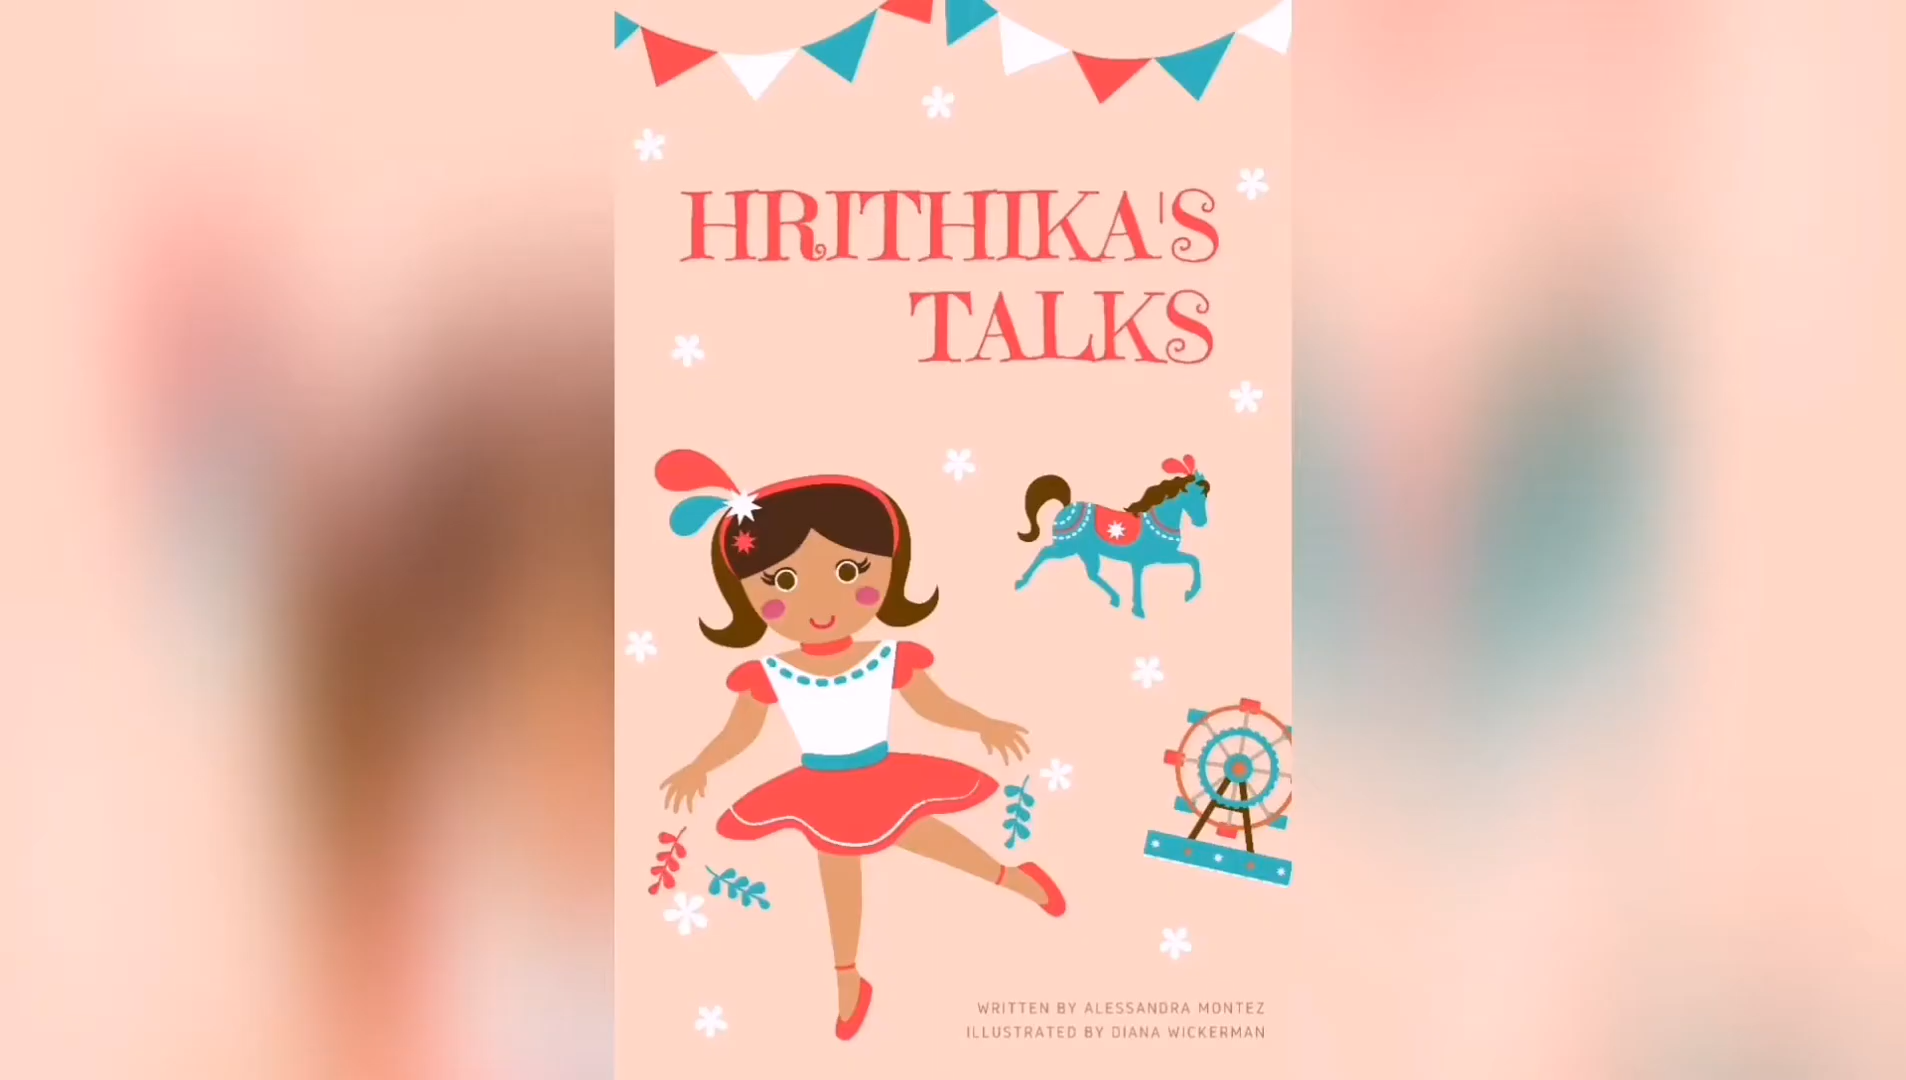 HRITHIKA'S
TALKS
WRITTEN BY ALESSANDRA MONTEZ
ILLUSTRATED BY DIANA WICKERMAN